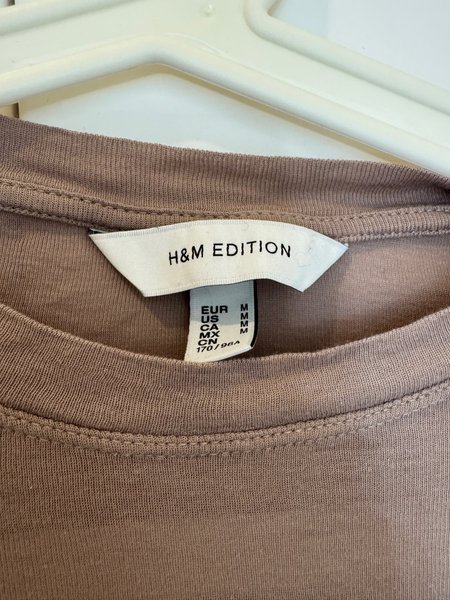 H&M EDITION
EUR M
US M
CA M
MX M
CN 170/96A